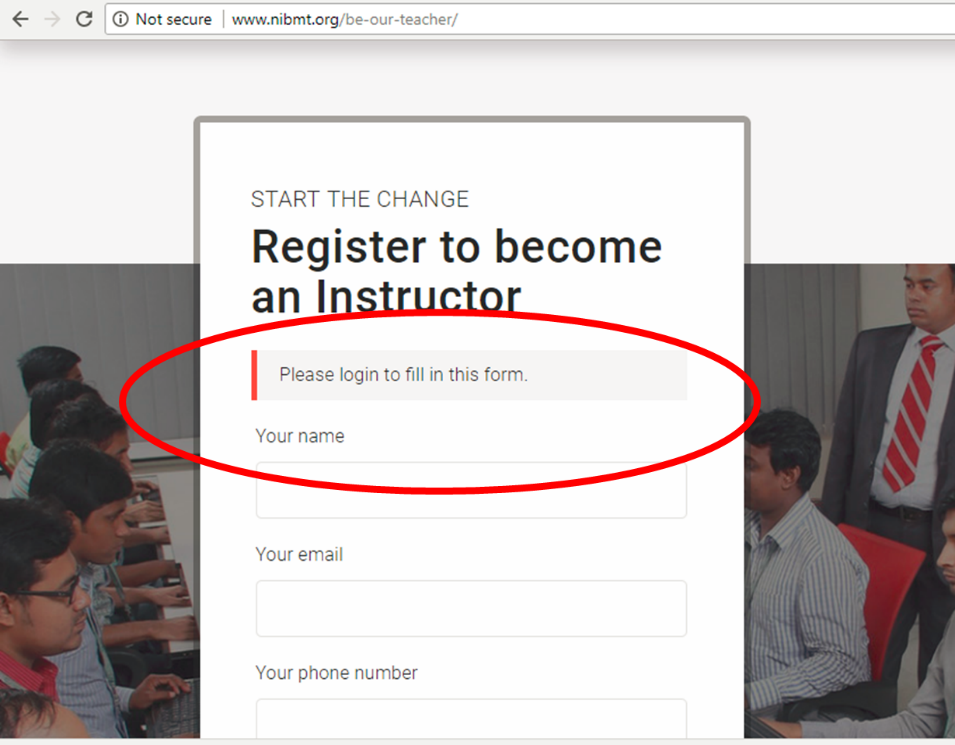 Not secure | www.nibmt.org/be-our-teacher/
START THE CHANGE
Register to become
an Instructor
Please login to fill in this form.
Your name
Your email
Your phone number